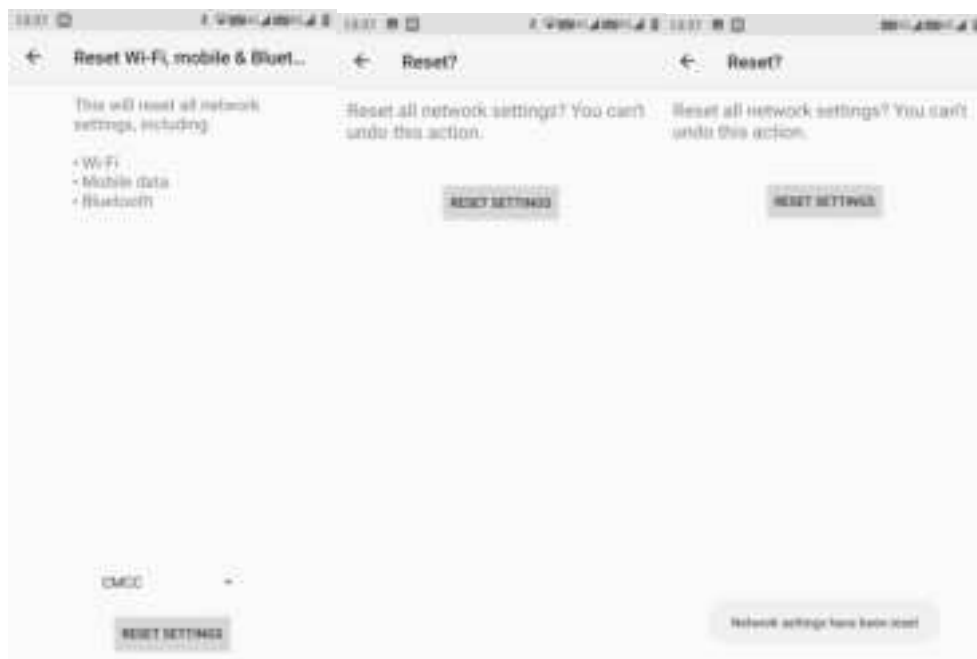 Reset Wi-Fi, mobile & Bluet...
This will reset all network
settings, including:
• Wi-Fi
• Mobile data
• Bluetooth
CMCC
RESET SETTINGS
Reset?
Reset all network settings? You can't
undo this action.
RESET SETTINGS
Reset?
Reset all network settings? You can't
undo this action.
RESET SETTINGS
Network settings have been reset